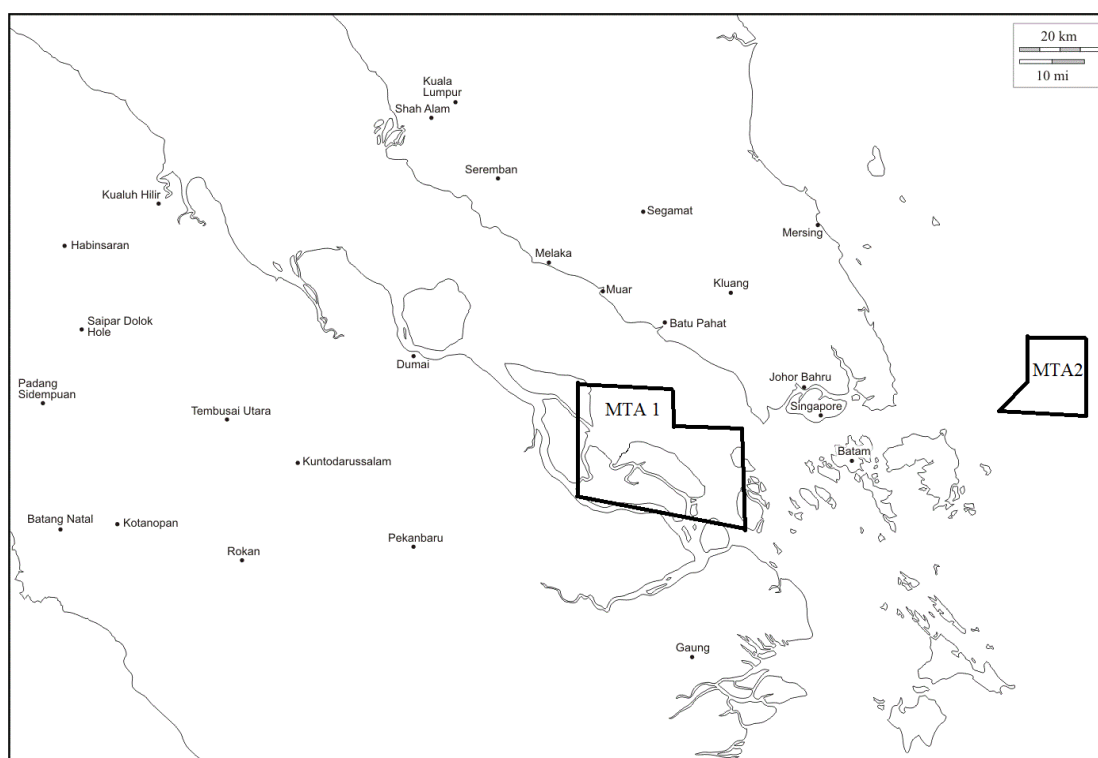 20 km
10 mi
Kuala
Lumpur
Shah Alam
Seremban
Kualuh Hilir
Segamat
Mersing
Habinsaran
Melaka
Muar
Kluang
Batu Pahat
Saipar Dolok
Hole
Dumai
MTA2
Johor Bahru
Padang
Sidempuan
Singapore
MTA 1
Tembusai Utara
Batam
Kuntodarussalam
Batang Natal
Kotanopan
Pekanbaru
Rokan
Gaung